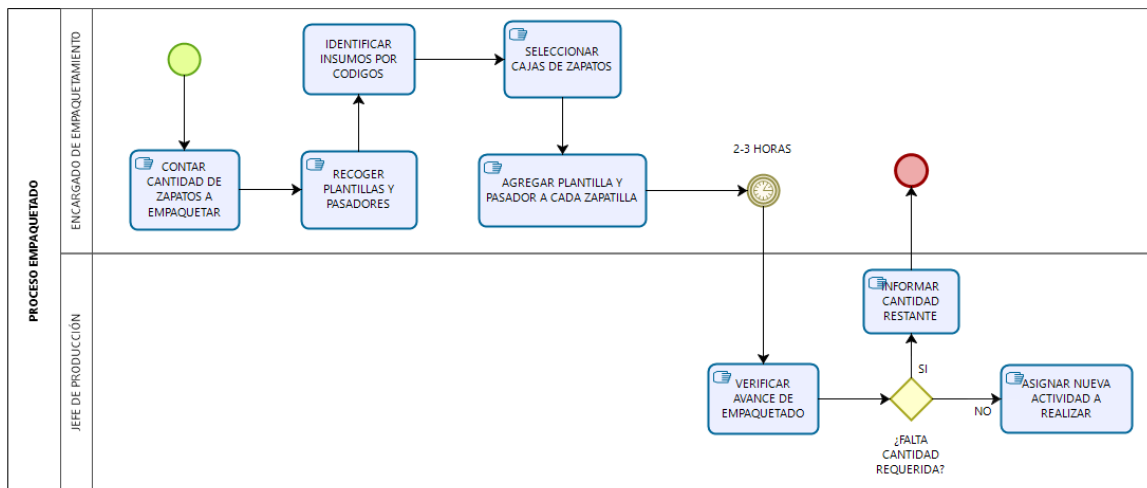 PROCESO EMPAQUETADO
ENCARGADO DE EMPAQUETAMIENTO
CONTAR
CANTIDAD DE
ZAPATOS A
EMPAQUETAR
RECOGER
PLANTILLAS Y
PASADORES
IDENTIFICAR
INSUMOS POR
CODIGOS
SELECCIONAR
CAJAS DE ZAPATOS
AGREGAR PLANTILLA Y
PASADOR A CADA ZAPATILLA
2-3 HORAS
JEFE DE PRODUCCIÓN
VERIFICAR
AVANCE DE
EMPAQUETADO
¿FALTA
CANTIDAD
REQUERIDA?
SI
INFORMAR
CANTIDAD
RESTANTE
NO
ASIGNAR NUEVA
ACTIVIDAD A
REALIZAR